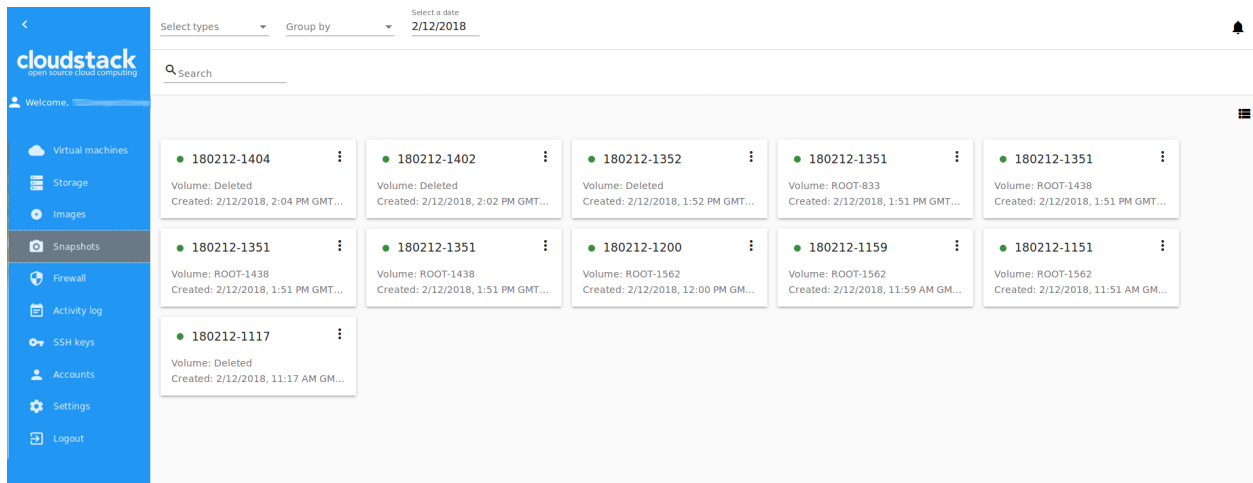 Select types
Group by
Select a date
2/12/2018
cloudstack
open source cloud computing
Search
Welcome,
Virtual machines
Storage
Images
Snapshots
Firewall
Activity log
SSH keys
Accounts
Settings
Logout
180212-1404
Volume: Deleted
Created: 2/12/2018, 2:04 PM GMT...
180212-1402
Volume: Deleted
Created: 2/12/2018, 2:02 PM GMT...
180212-1352
Volume: Deleted
Created: 2/12/2018, 1:52 PM GMT...
180212-1351
Volume: ROOT-833
Created: 2/12/2018, 1:51 PM GMT...
180212-1351
Volume: ROOT-1438
Created: 2/12/2018, 1:51 PM GMT...
180212-1351
Volume: ROOT-1438
Created: 2/12/2018, 1:51 PM GMT...
180212-1351
Volume: ROOT-1438
Created: 2/12/2018, 1:51 PM GMT...
180212-1200
Volume: ROOT-1562
Created: 2/12/2018, 12:00 PM GM...
180212-1159
Volume: ROOT-1562
Created: 2/12/2018, 11:59 AM GM...
180212-1151
Volume: ROOT-1562
Created: 2/12/2018, 11:51 AM GM...
180212-1117
Volume: Deleted
Created: 2/12/2018, 11:17 AM GM...